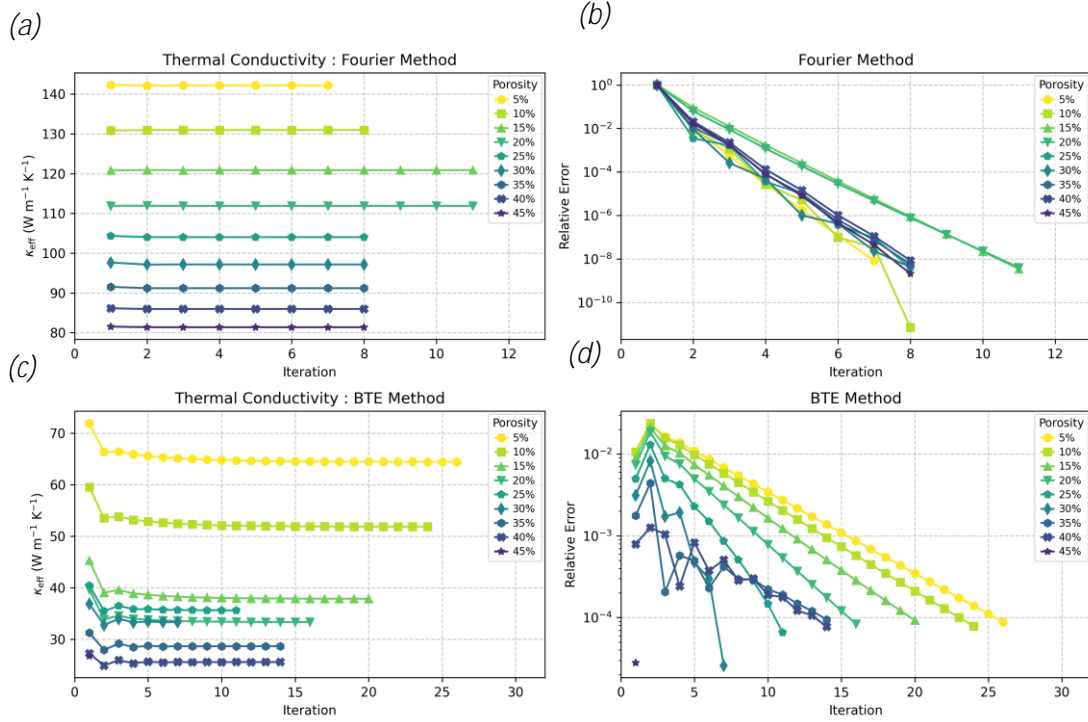 (a)
Thermal Conductivity : Fourier Method
κeff (W m⁻¹ K⁻¹)
140
130
120
110
100
90
80
0 2 4 6 8 10 12
Iteration
Porosity
5%
10%
15%
20%
25%
30%
35%
40%
45%
(b)
Fourier Method
Relative Error
10⁰
10⁻²
10⁻⁴
10⁻⁶
10⁻⁸
10⁻¹⁰
0 2 4 6 8 10 12
Iteration
Porosity
5%
10%
15%
20%
25%
30%
35%
40%
45%
(c)
Thermal Conductivity : BTE Method
κeff (W m⁻¹ K⁻¹)
70
60
50
40
30
0 5 10 15 20 25 30
Iteration
Porosity
5%
10%
15%
20%
25%
30%
35%
40%
45%
(d)
BTE Method
Relative Error
10⁻²
10⁻³
10⁻⁴
0 5 10 15 20 25 30
Iteration
Porosity
5%
10%
15%
20%
25%
30%
35%
40%
45%